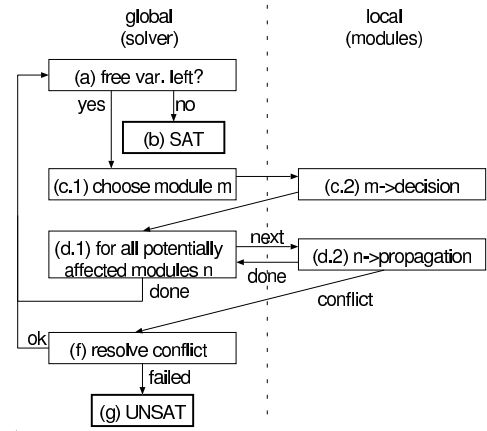 global
(solver)
local
(modules)
(a) free var. left?
yes
no
(b) SAT
(c.1) choose module m
(c.2) m->decision
(d.1) for all potentially
affected modules n
next
done
(d.2) n->propagation
done
conflict
ok
(f) resolve conflict
failed
(g) UNSAT